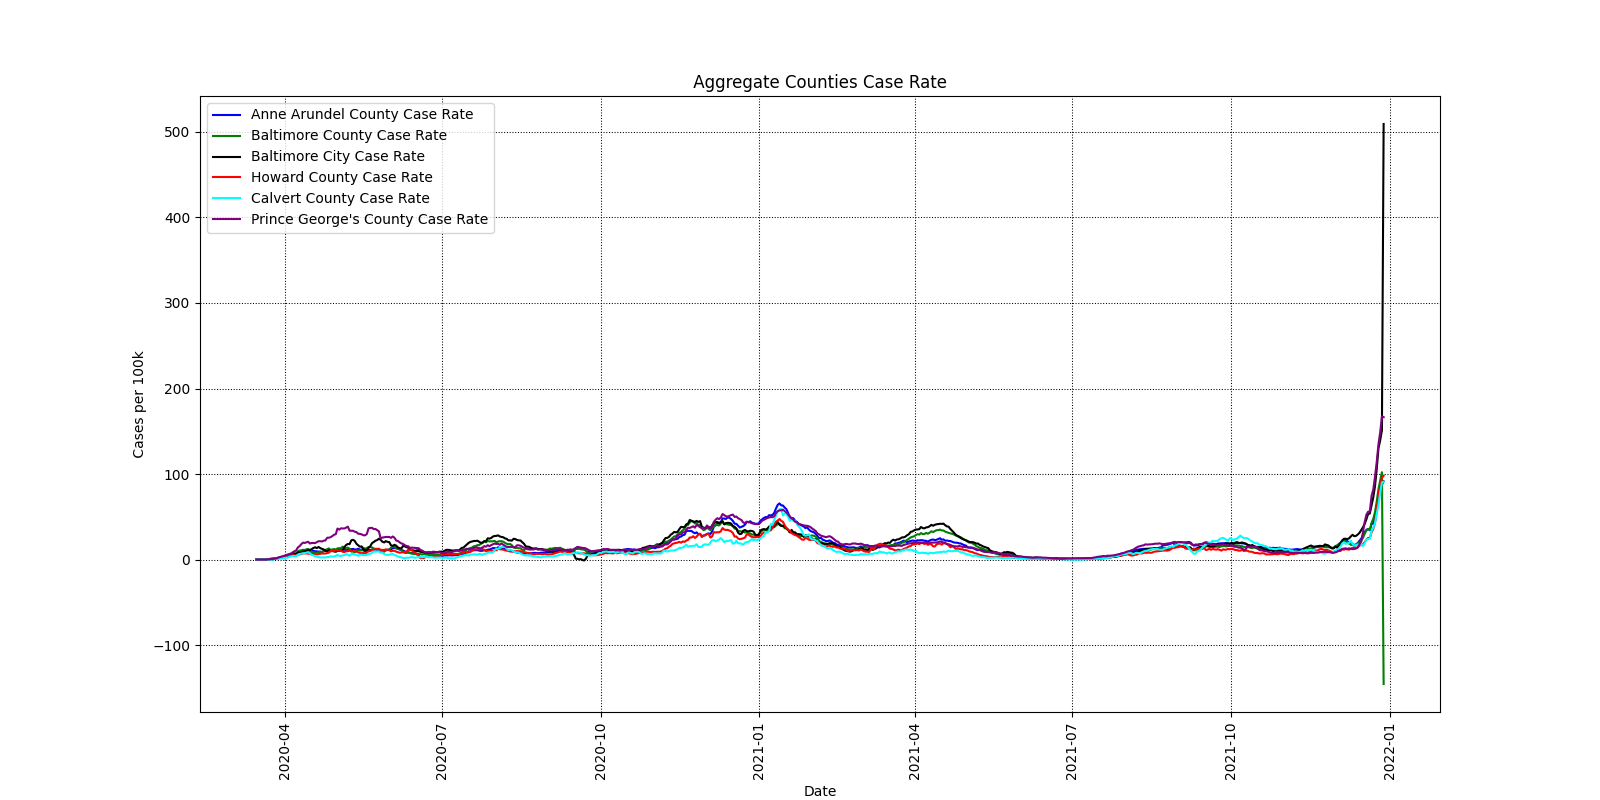 Aggregate Counties Case Rate
Anne Arundel County Case Rate
Baltimore County Case Rate
Baltimore City Case Rate
Howard County Case Rate
Calvert County Case Rate
Prince George's County Case Rate
500
400
300
200
100
0
−100
Cases per 100k
2020-04
2020-07
2020-10
2021-01
2021-04
2021-07
2021-10
2022-01
Date